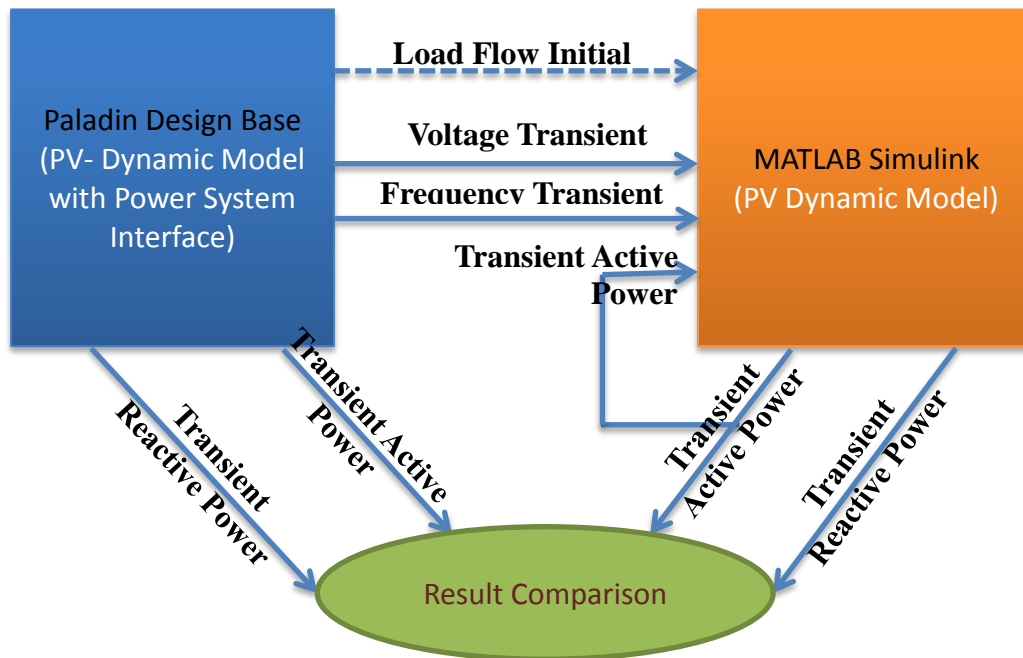 Load Flow Initial
Paladin Design Base
(PV- Dynamic Model
with Power System
Interface)
Voltage Transient
Frequency Transient
Transient Active
Power
MATLAB Simulink
(PV Dynamic Model)
Transient
Reactive Power
Transient Active
Power
Transient
Active Power
Transient
Reactive Power
Result Comparison